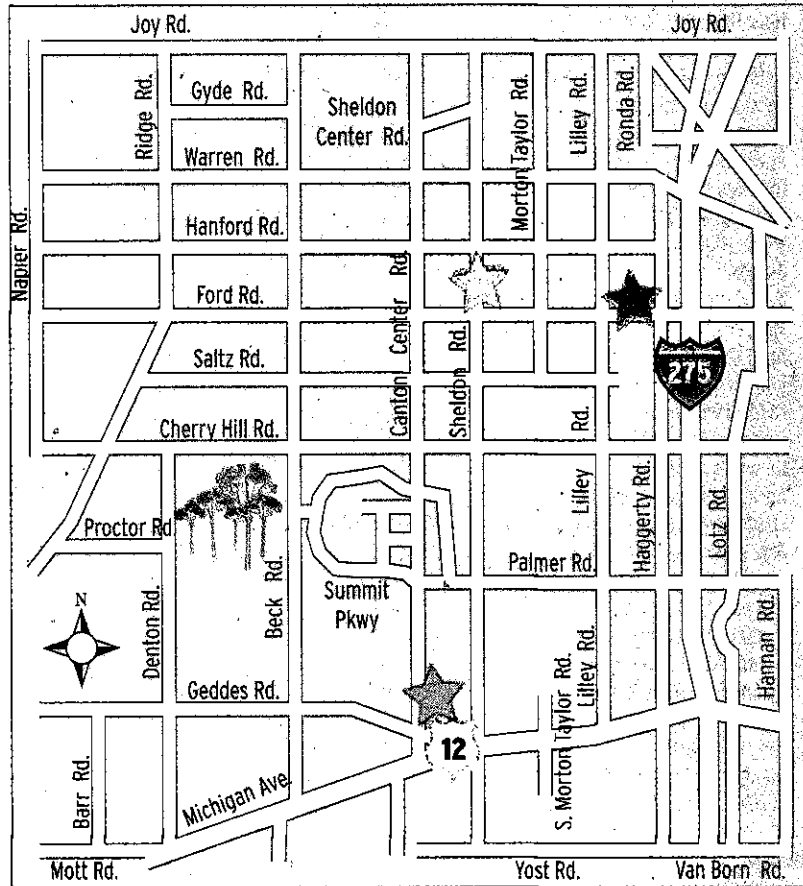 Joy Rd.
Joy Rd.
Ridge Rd.
Gyde Rd.
Sheldon
Center Rd.
Morton Taylor Rd.
Lilley Rd.
Ronda Rd.
Warren Rd.
Napier Rd.
Hanford Rd.
Ford Rd.
Canton Center Rd.
Sheldon Rd.
Saltz Rd.
275
Cherry Hill Rd.
Lilley Rd.
Haggerty Rd.
Lotz Rd.
Proctor Rd
Beck Rd.
Palmer Rd.
Summit
Pkwy
N
Denton Rd.
Hannan Rd.
Geddes Rd.
S. Morton Taylor Rd.
Lilley Rd.
12
Barr Rd.
Michigan Ave.
Mott Rd.
Yost Rd.
Van Born Rd.